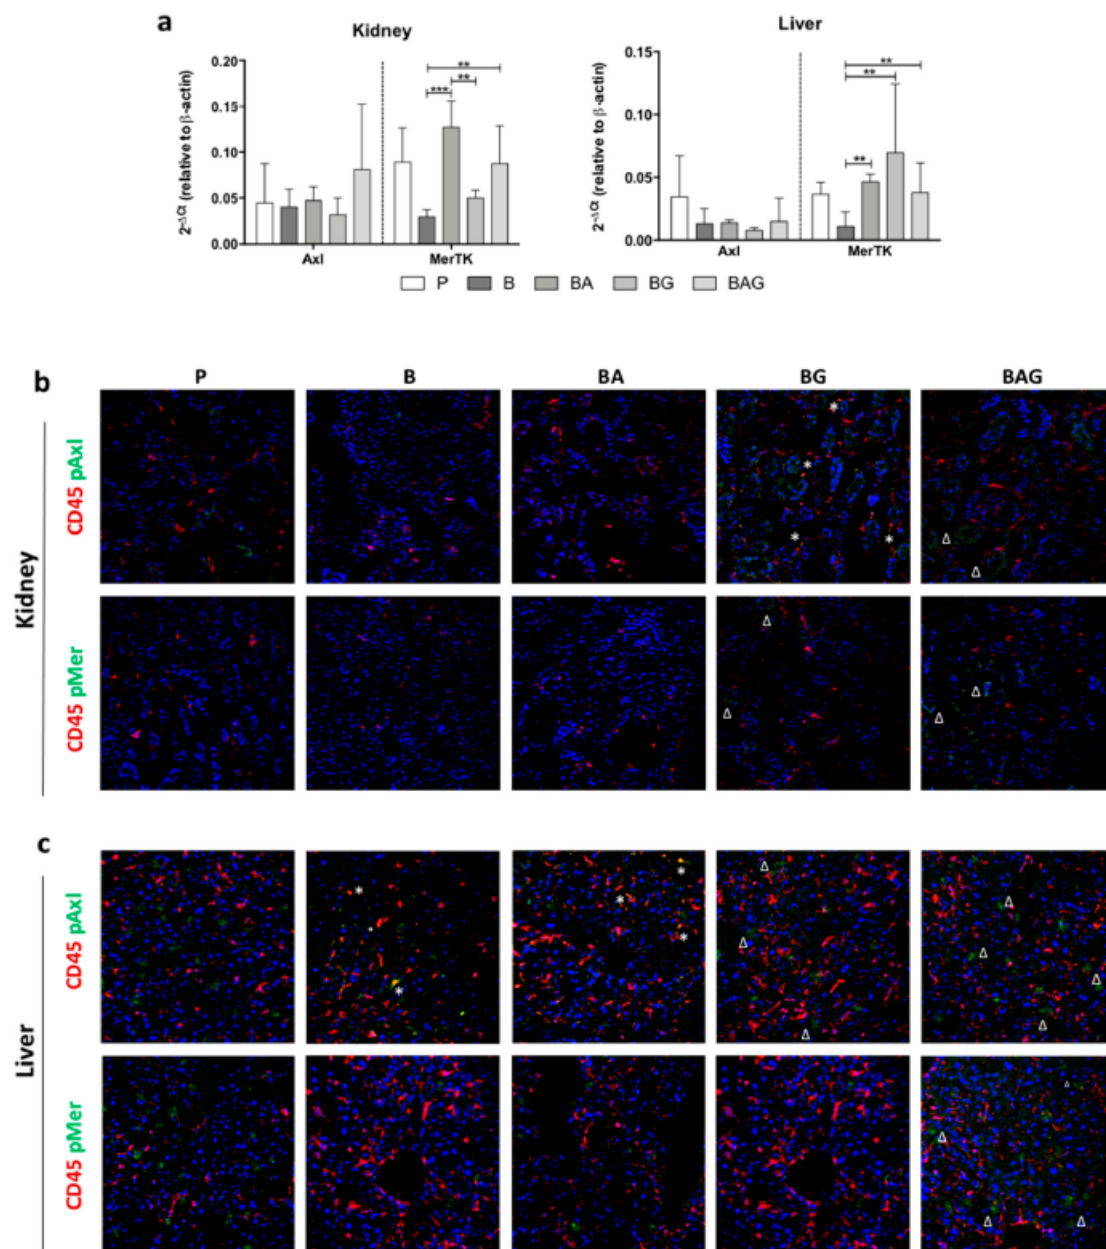 a
Kidney
Liver
2-ΔCt (relative to β-actin)
0.20
0.15
0.10
0.05
0.00
**
**
***
Axl
MerTK
2-ΔCt (relative to β-actin)
0.15
0.10
0.05
0.00
**
**
**
Axl
MerTK
P B BA BG BAG
b
P B BA BG BAG
Kidney
CD45 pAxl
* * * *
Δ Δ
CD45 pMer
Δ Δ
Δ Δ
c
Liver
CD45 pAxl
* * *
* * *
Δ Δ Δ
Δ Δ Δ Δ
CD45 pMer
Δ Δ Δ Δ